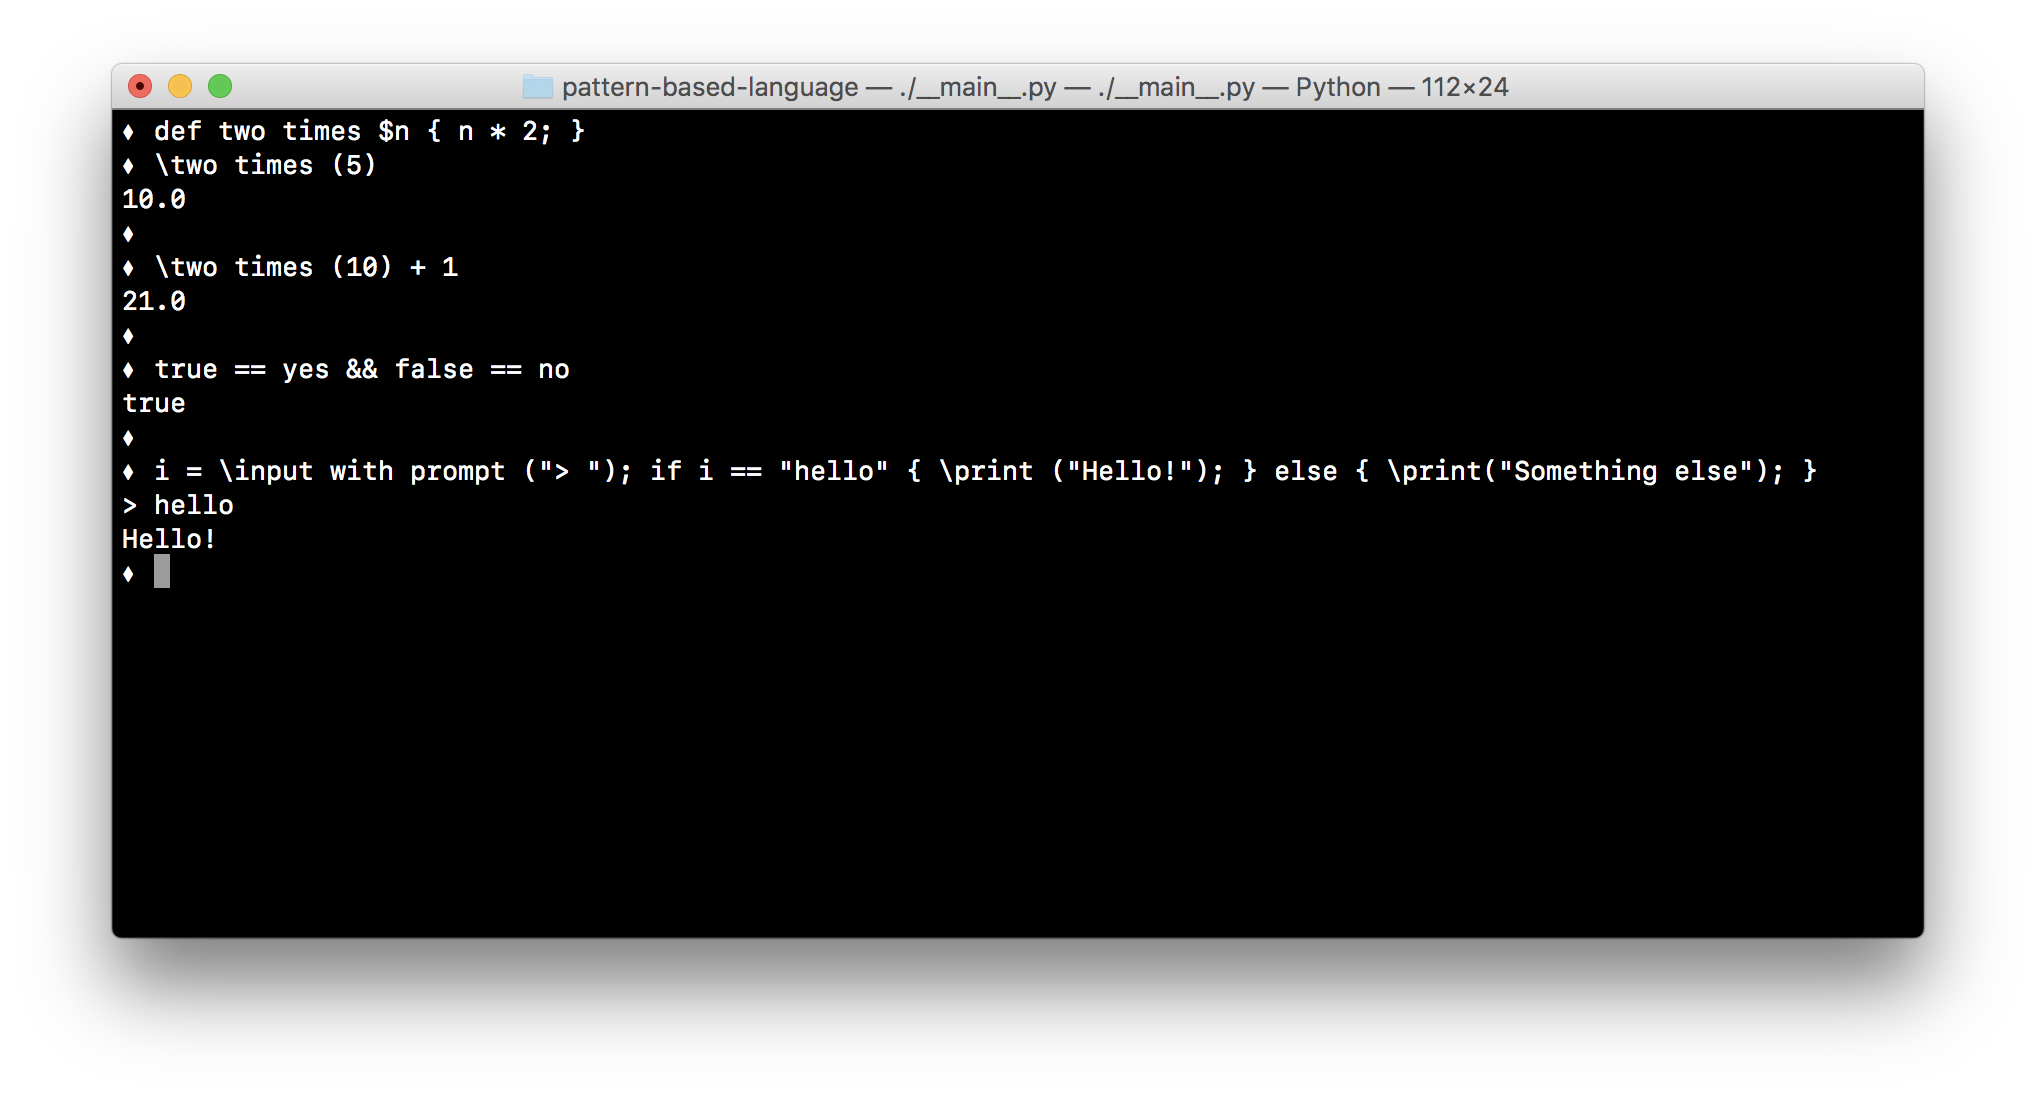 pattern-based-language — ./__main__.py — ./__main__.py — Python — 112×24
♦ def two times $n { n * 2; }
♦ \two times (5)
10.0
♦
♦ \two times (10) + 1
21.0
♦
♦ true == yes && false == no
true
♦
♦ i = \input with prompt ("> "); if i == "hello" { \print ("Hello!"); } else { \print("Something else"); }
> hello
Hello!
♦